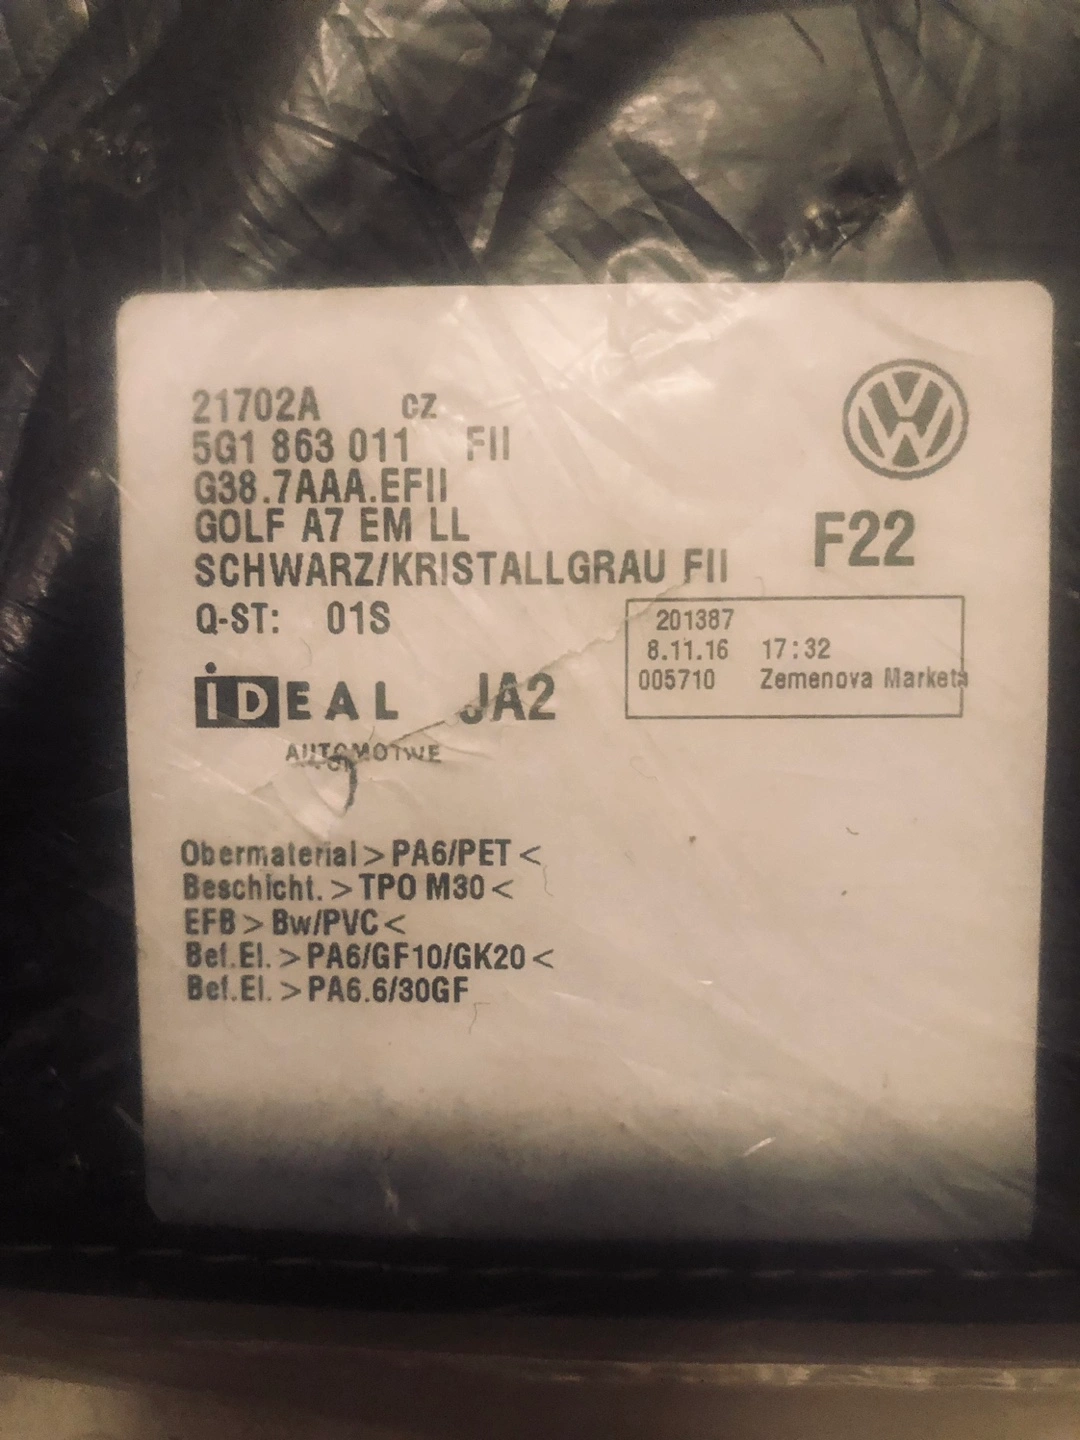 21702A cz
5G1 863 011 FII
G38.7AAA.EFII
GOLF A7 EM LL
SCHWARZ/KRISTALLGRAU FII
Q-ST: 01S
VW
F22
201387
8.11.16 17:32
005710 Zemenova Marketa
iDEAL JA2
AUTOMOTIVE
Obermaterial > PA6/PET <
Beschicht. > TPO M30 <
EFB > Bw/PVC <
Bef.El. > PA6/GF10/GK20 <
Bef.El. > PA6.6/30GF